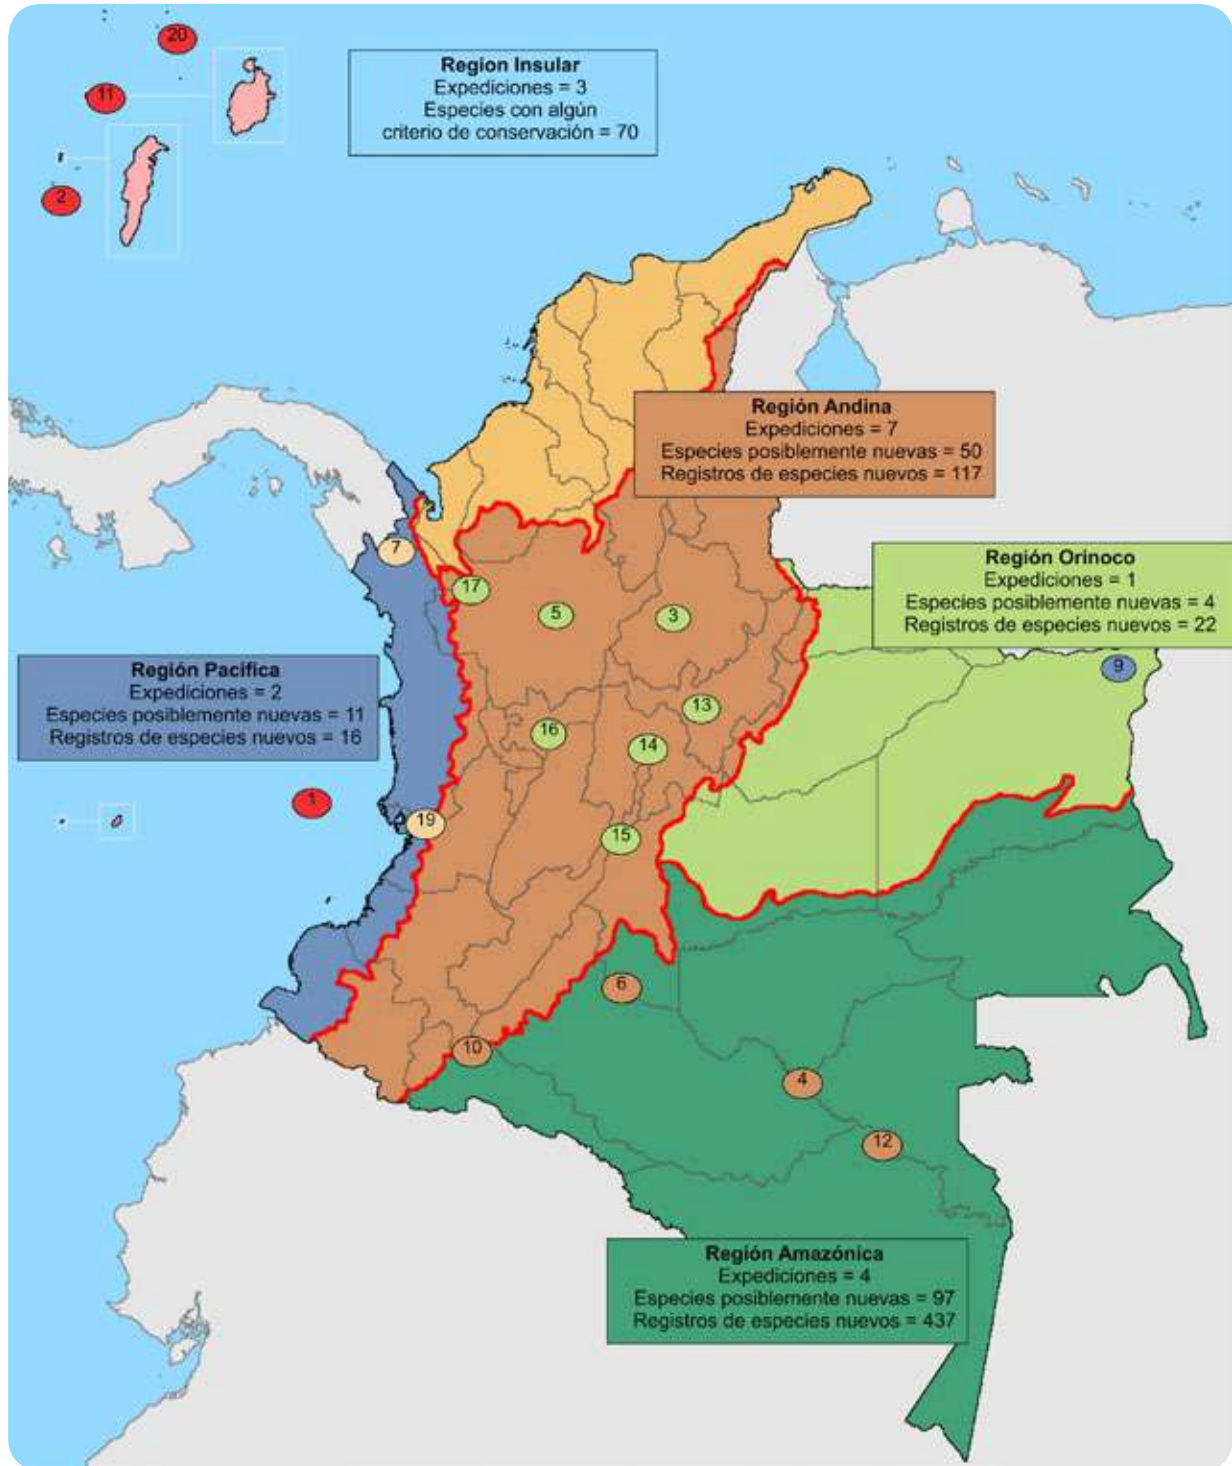 20
11
2
Region Insular
Expediciones = 3
Especies con algún
criterio de conservación = 70
Región Andina
Expediciones = 7
Especies posiblemente nuevas = 50
Registros de especies nuevos = 117
7
17
5
3
Región Orinoco
Expediciones = 1
Especies posiblemente nuevas = 4
Registros de especies nuevos = 22
9
Región Pacifica
Expediciones = 2
Especies posiblemente nuevas = 11
Registros de especies nuevos = 16
13
16
14
1
19
15
6
10
4
12
Región Amazónica
Expediciones = 4
Especies posiblemente nuevas = 97
Registros de especies nuevos = 437